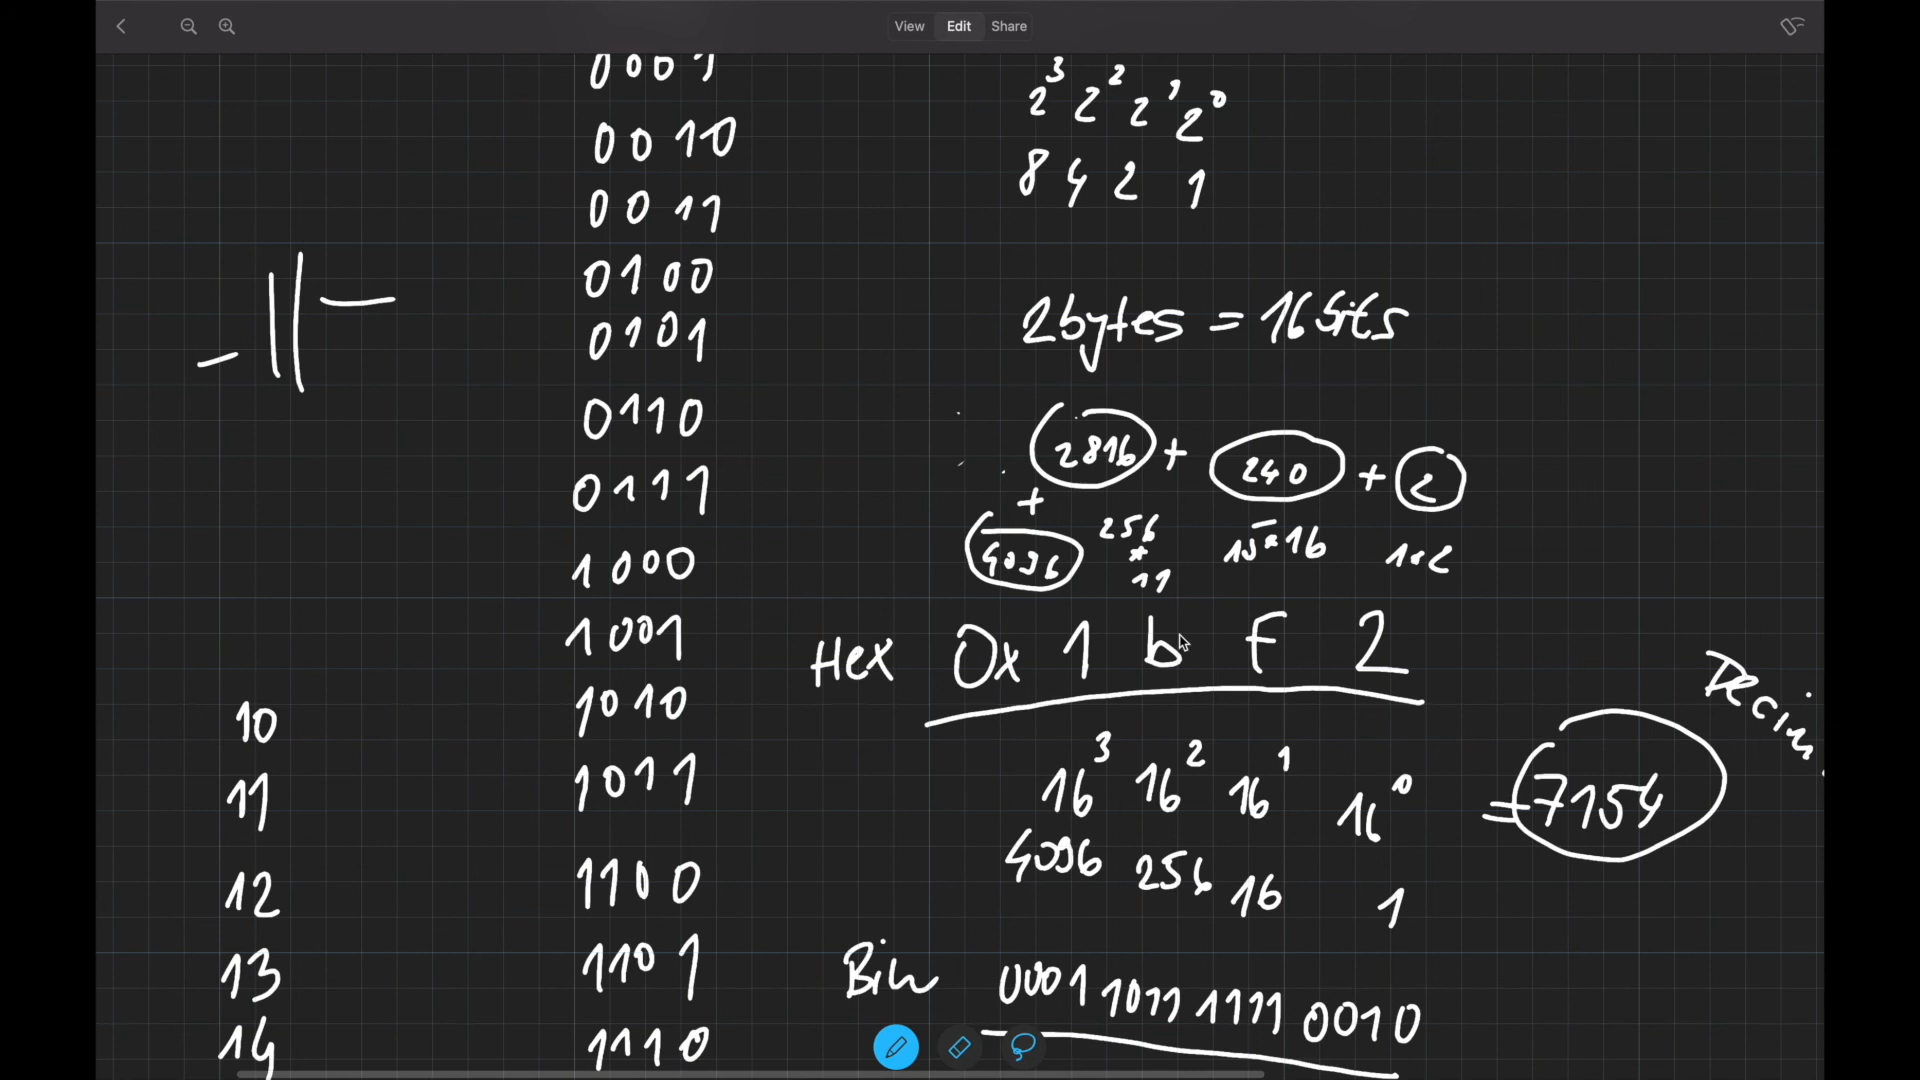 View Edit Share
0001
0010
0011
0100
0101
0110
0111
1000
1001
1010
1011
1100
1101
1110
10
11
12
13
14
2³ 2² 2¹ 2⁰
8 4 2 1
2bytes = 16 bits
2816 + 240 + 2
+
4096 256 15*16 1*2
*
11
Hex 0x 1 b F 2
16³ 16² 16¹ 16⁰
4096 256 16 1
= 7154
Decim
Bin 0001 1011 1111 0010